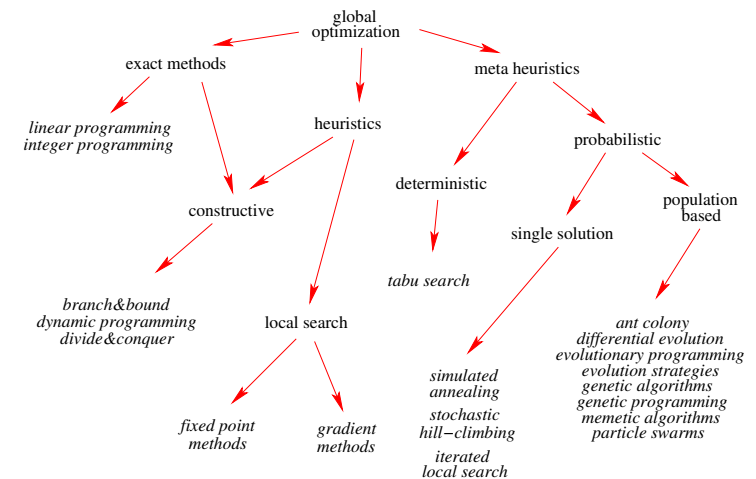 global
optimization
exact methods
meta heuristics
linear programming
integer programming
heuristics
probabilistic
deterministic
constructive
population
based
single solution
tabu search
branch&bound
dynamic programming
divide&conquer
local search
ant colony
differential evolution
evolutionary programming
evolution strategies
genetic algorithms
genetic programming
memetic algorithms
particle swarms
simulated
annealing
stochastic
hill−climbing
iterated
local search
fixed point
methods
gradient
methods